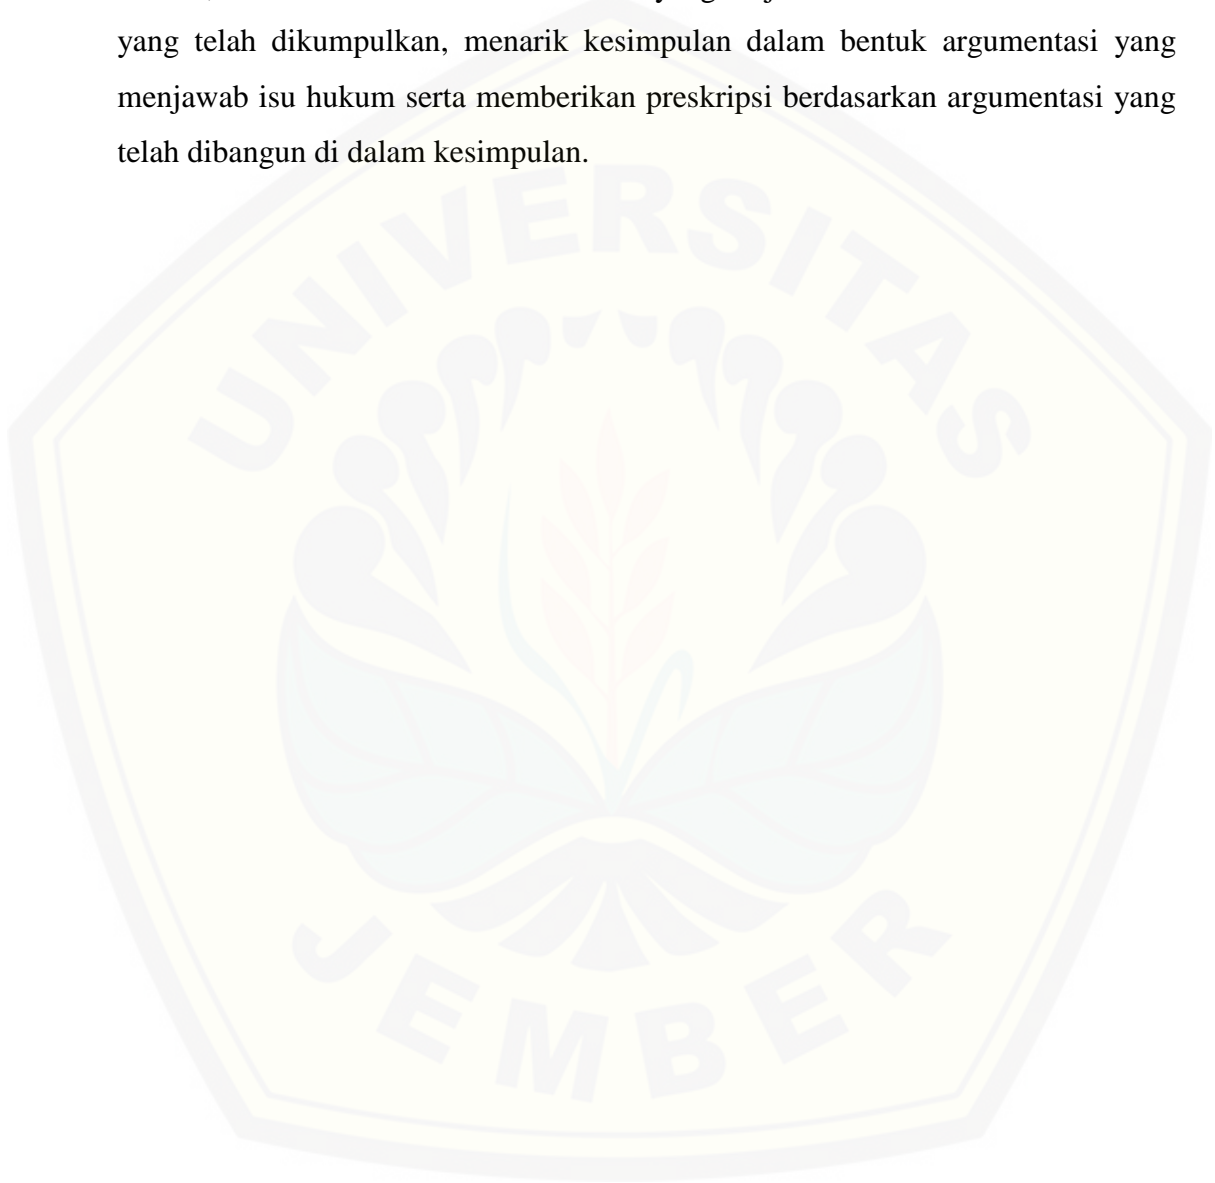 yang telah dikumpulkan, menarik kesimpulan dalam bentuk argumentasi yang
menjawab isu hukum serta memberikan preskripsi berdasarkan argumentasi yang
telah dibangun di dalam kesimpulan.
UNIVERSITAS
JEMBER